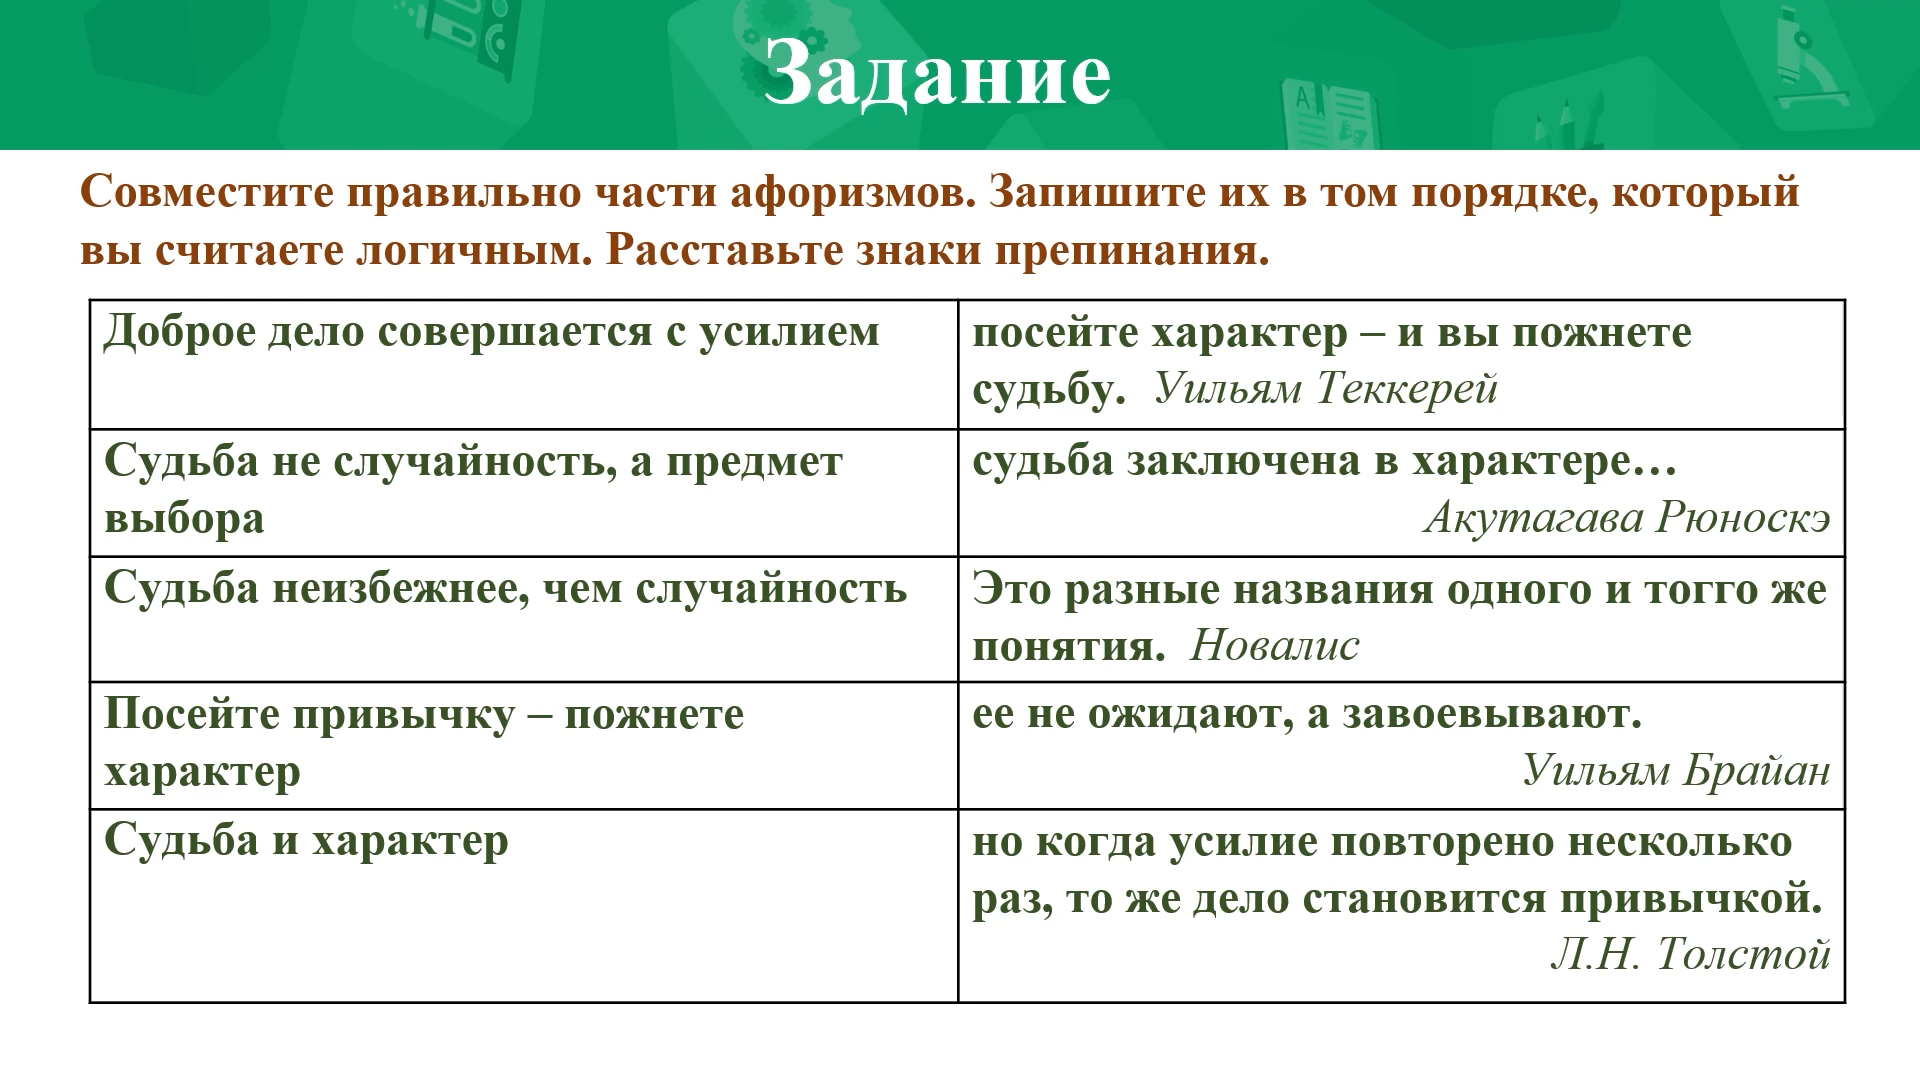 Задание
Совместите правильно части афоризмов. Запишите их в том порядке, который
вы считаете логичным. Расставьте знаки препинания.
Доброе дело совершается с усилием
посейте характер – и вы пожнете
судьбу. Уильям Теккерей
Судьба не случайность, а предмет
выбора
судьба заключена в характере…
Акутагава Рюноскэ
Судьба неизбежнее, чем случайность
Это разные названия одного и тогго же
понятия. Новалис
Посейте привычку – пожнете
характер
ее не ожидают, а завоевывают.
Уильям Брайан
Судьба и характер
но когда усилие повторено несколько
раз, то же дело становится привычкой.
Л.Н. Толстой